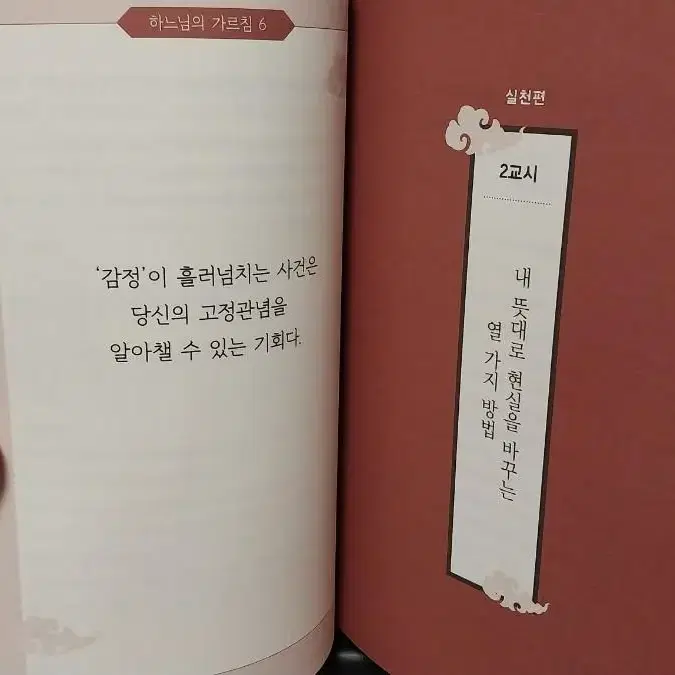 하느님의 가르침 6
'감정'이 흘러넘치는 사건은
당신의 고정관념을
알아챌 수 있는 기회다.
실천편
2교시
내 뜻대로 현실을 바꾸는
열 가지 방법